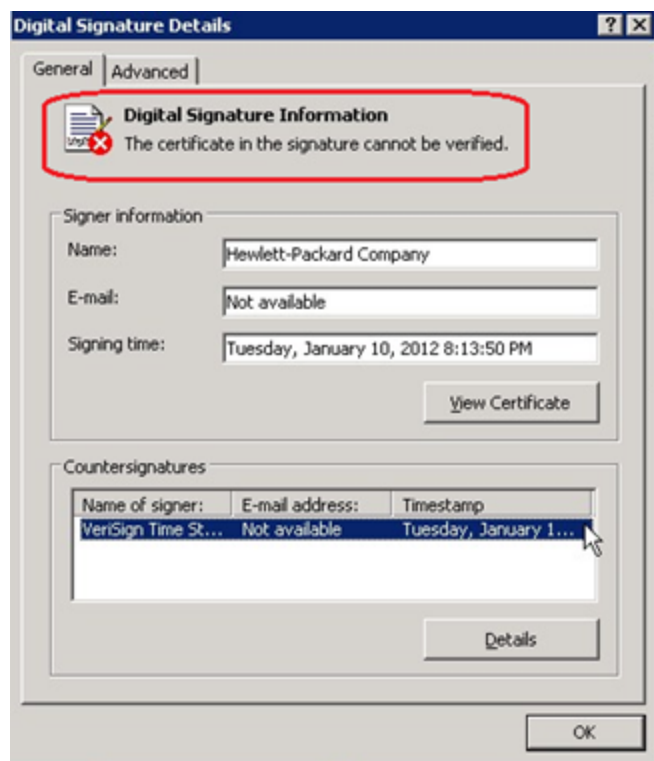 Digital Signature Details
General Advanced
Digital Signature Information
The certificate in the signature cannot be verified.
Signer information
Name: Hewlett-Packard Company
E-mail: Not available
Signing time: Tuesday, January 10, 2012 8:13:50 PM
View Certificate
Countersignatures
Name of signer: E-mail address: Timestamp
VeriSign Time St... Not available Tuesday, January 1...
Details
OK